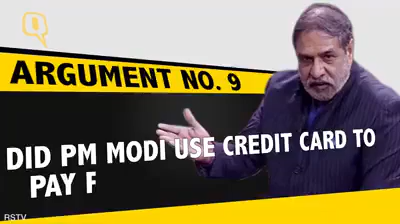 Q
ARGUMENT NO. 9
DID PM MODI USE CREDIT CARD TO
PAY F
RSTV